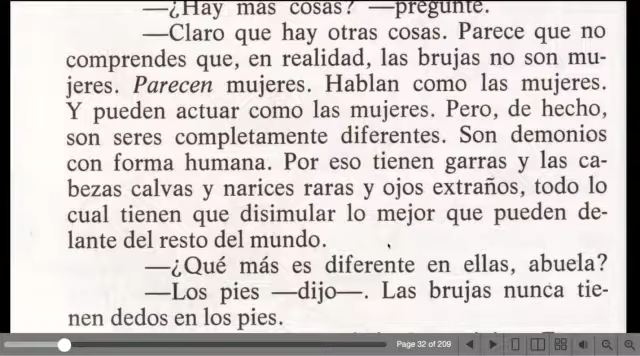 —¿Hay más cosas? —pregunté.
—Claro que hay otras cosas. Parece que no
comprendes que, en realidad, las brujas no son mu-
jeres. Parecen mujeres. Hablan como las mujeres.
Y pueden actuar como las mujeres. Pero, de hecho,
son seres completamente diferentes. Son demonios
con forma humana. Por eso tienen garras y las ca-
bezas calvas y narices raras y ojos extraños, todo lo
cual tienen que disimular lo mejor que pueden de-
lante del resto del mundo.
—¿Qué más es diferente en ellas, abuela?
—Los pies —dijo—. Las brujas nunca tie-
nen dedos en los pies.
Page 32 of 209